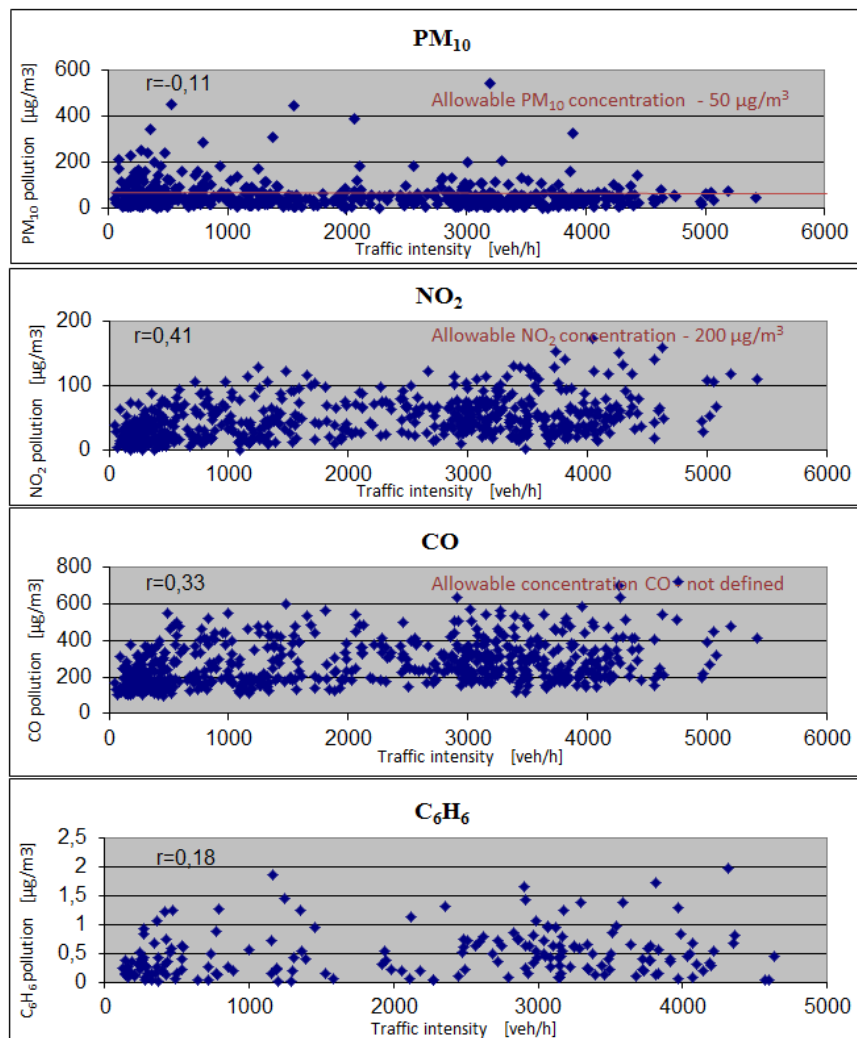 PM₁₀
r=-0,11
Allowable PM₁₀ concentration - 50 µg/m³
PM₁₀ pollution [µg/m3]
600
400
200
0
0 1000 2000 3000 4000 5000 6000
Traffic intensity [veh/h]
NO₂
r=0,41
Allowable NO₂ concentration - 200 µg/m³
NO₂ pollution [µg/m3]
200
100
0
0 1000 2000 3000 4000 5000 6000
Traffic intensity [veh/h]
CO
r=0,33
Allowable concentration CO - not defined
CO pollution [µg/m3]
800
600
400
200
0
0 1000 2000 3000 4000 5000 6000
Traffic intensity [veh/h]
C₆H₆
r=0,18
C₆H₆ pollution [µg/m3]
2,5
2
1,5
1
0,5
0
0 1000 2000 3000 4000 5000
Traffic intensity [veh/h]